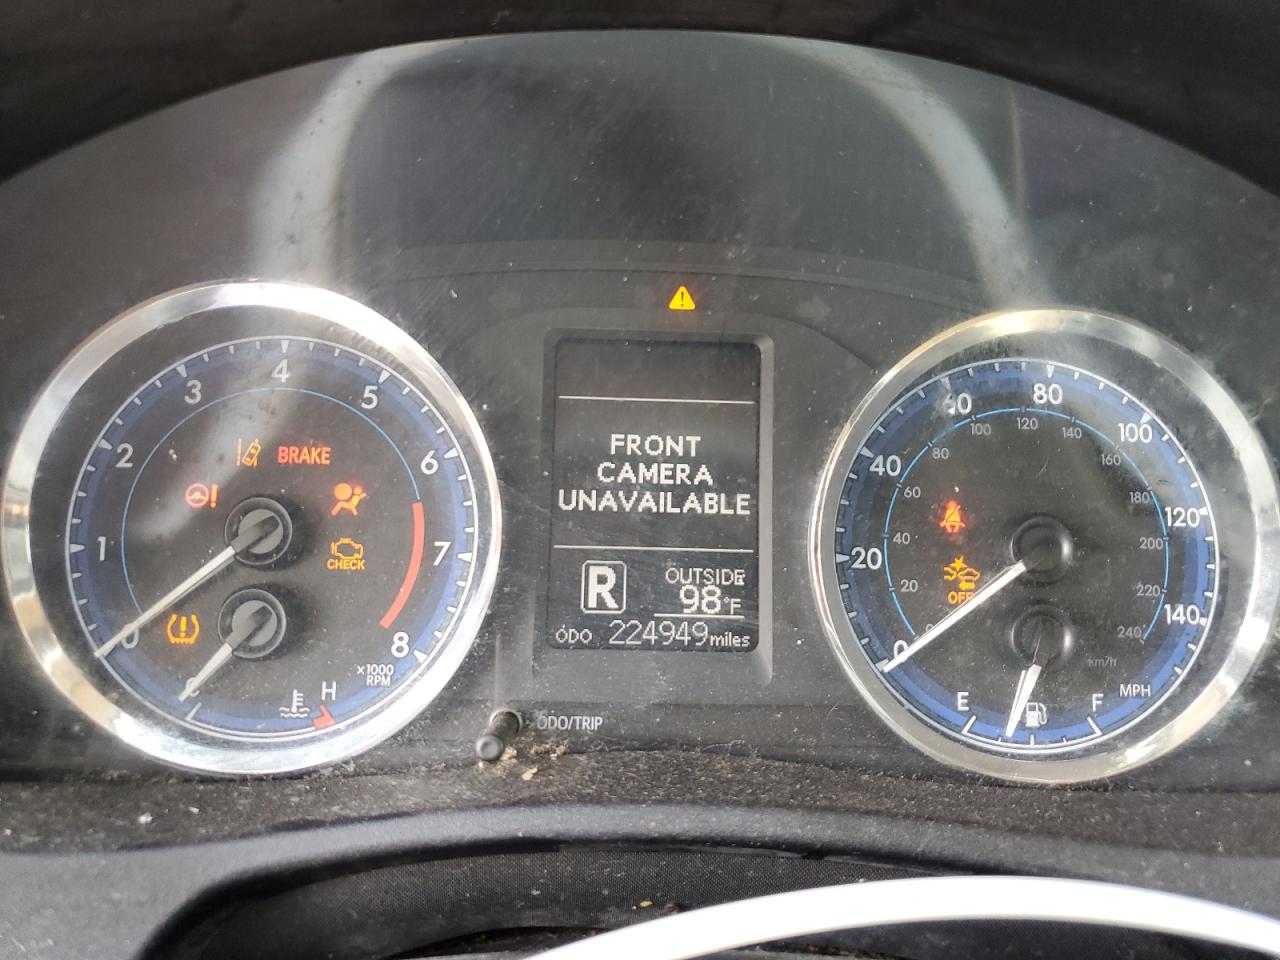 4
3
5
2
6
BRAKE
1
7
CHECK
0
8
×1000
RPM
H
FRONT
CAMERA
UNAVAILABLE
R
OUTSIDE
98°F
ODO 224949 miles
ODO/TRIP
80
60
100
120
100
140
80
160
40
60
180
120
40
200
20
20
220
OFF
140
0
240
km/h
MPH
E
F